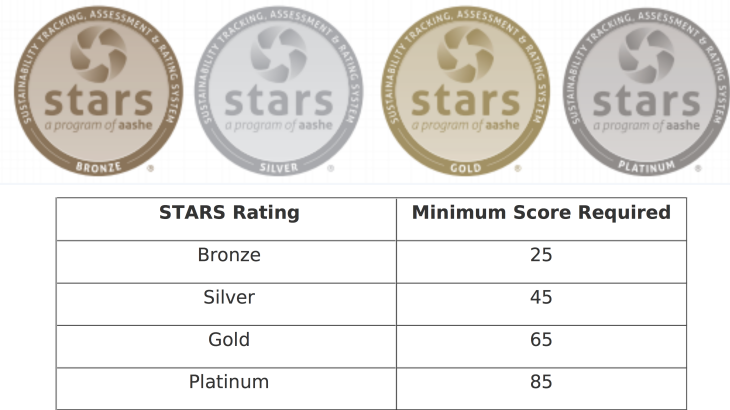 SUSTAINABILITY TRACKING, ASSESSMENT & RATING SYSTEM
stars
a program of aashe
BRONZE
®
SUSTAINABILITY TRACKING, ASSESSMENT & RATING SYSTEM
stars
a program of aashe
SILVER
®
SUSTAINABILITY TRACKING, ASSESSMENT & RATING SYSTEM
stars
a program of aashe
GOLD
®
SUSTAINABILITY TRACKING, ASSESSMENT & RATING SYSTEM
stars
a program of aashe
PLATINUM
®
STARS Rating Minimum Score Required
Bronze 25
Silver 45
Gold 65
Platinum 85